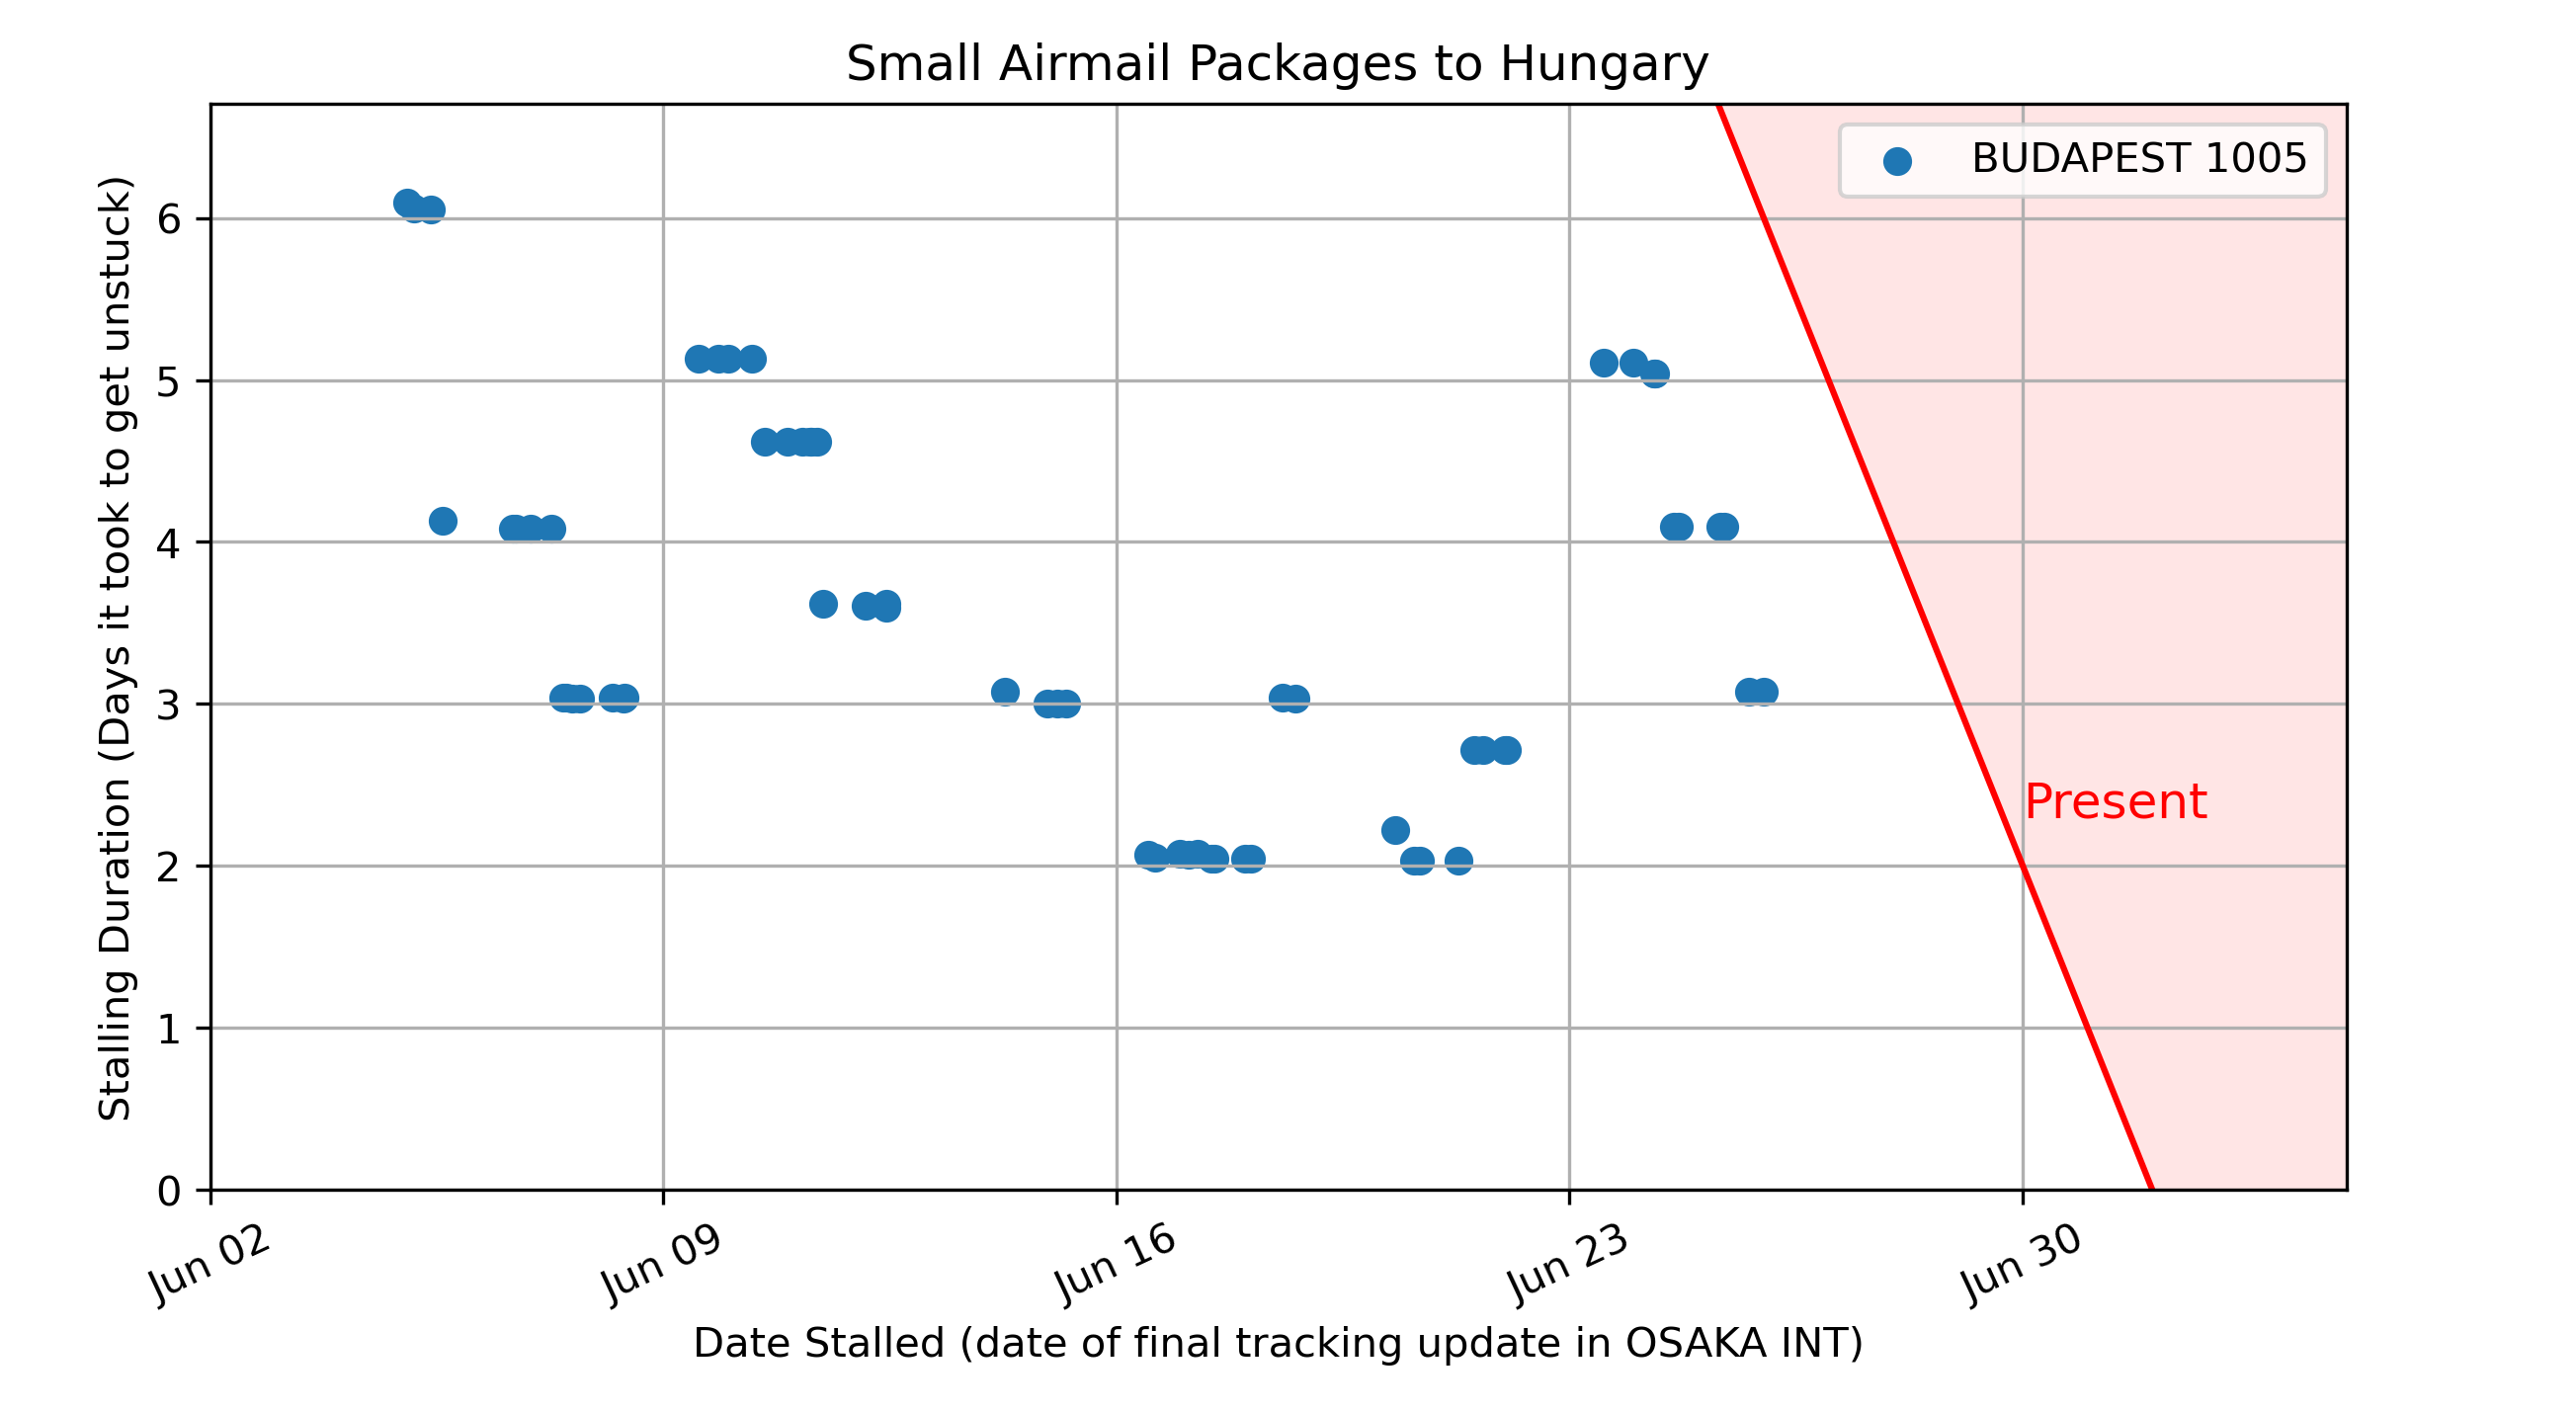 Small Airmail Packages to Hungary
BUDAPEST 1005
Stalling Duration (Days it took to get unstuck)
6
5
4
3
2
1
0
Present
Jun 02
Jun 09
Jun 16
Jun 23
Jun 30
Date Stalled (date of final tracking update in OSAKA INT)